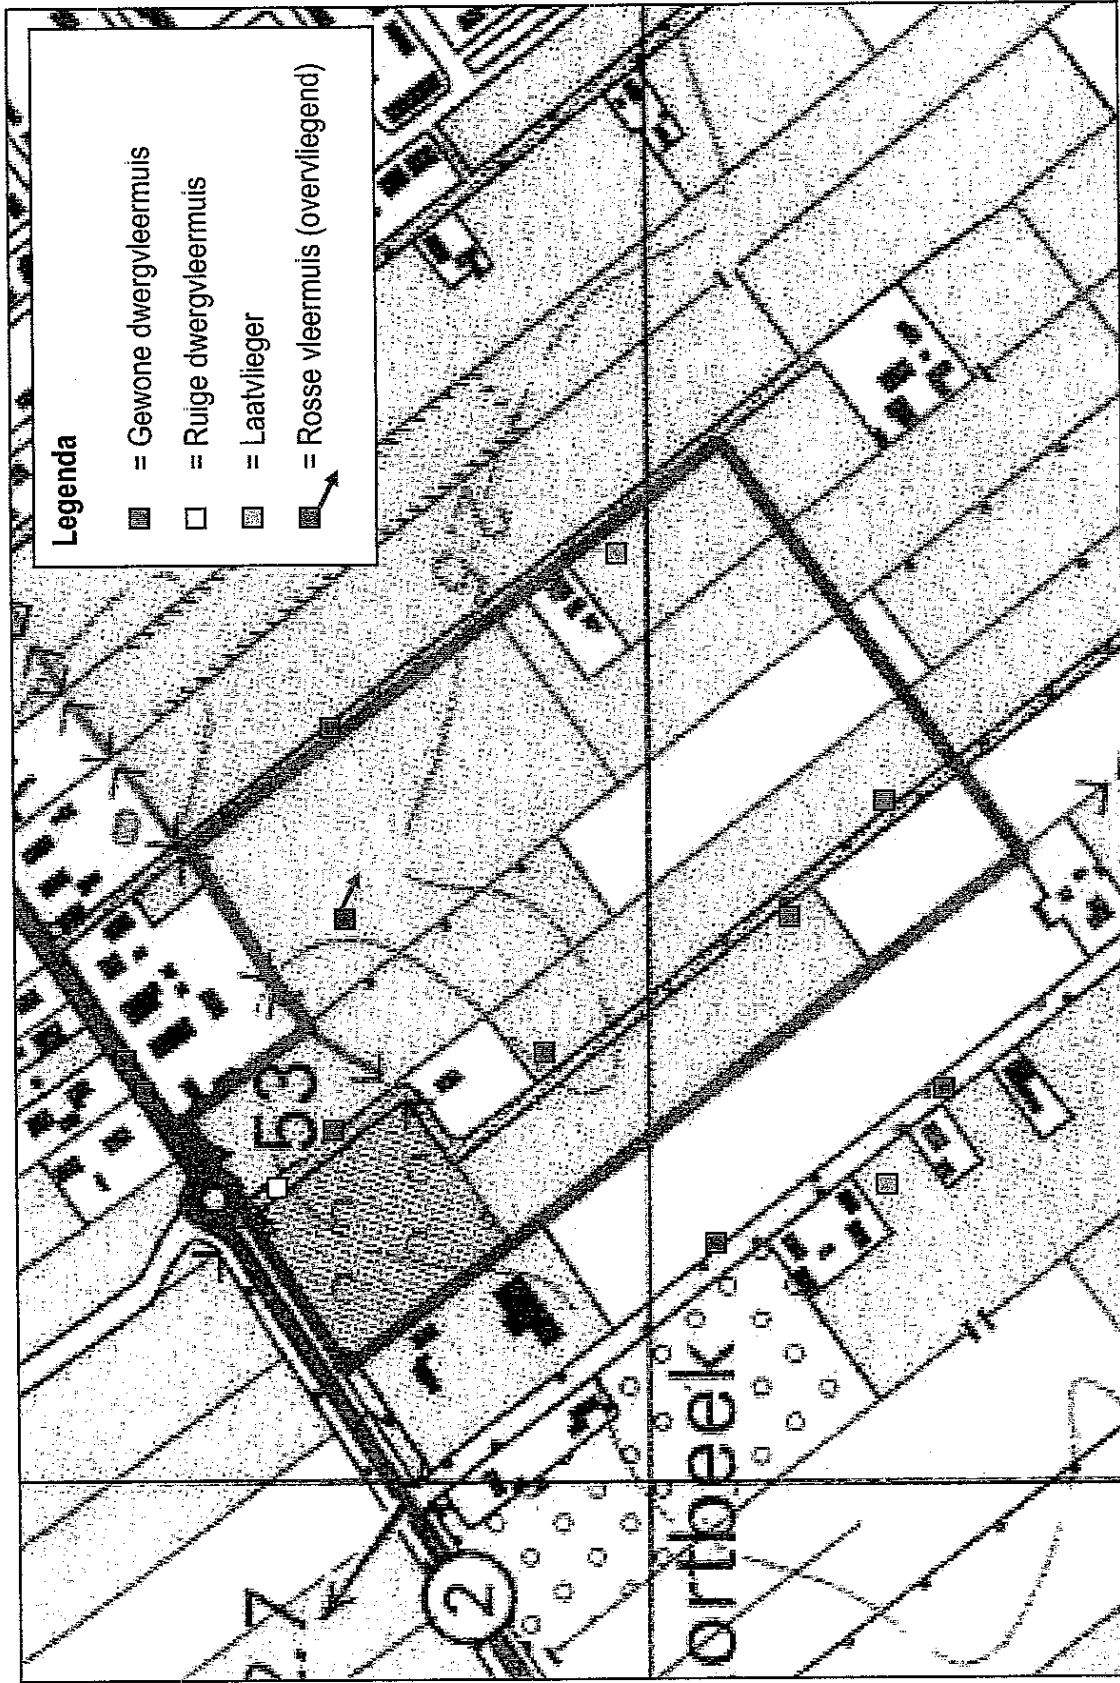 Legenda
= Gewone dwergvleermuis
= Ruige dwergvleermuis
= Laatvlieger
= Rosse vleermuis (overvliegend)
53
2
ortbeek